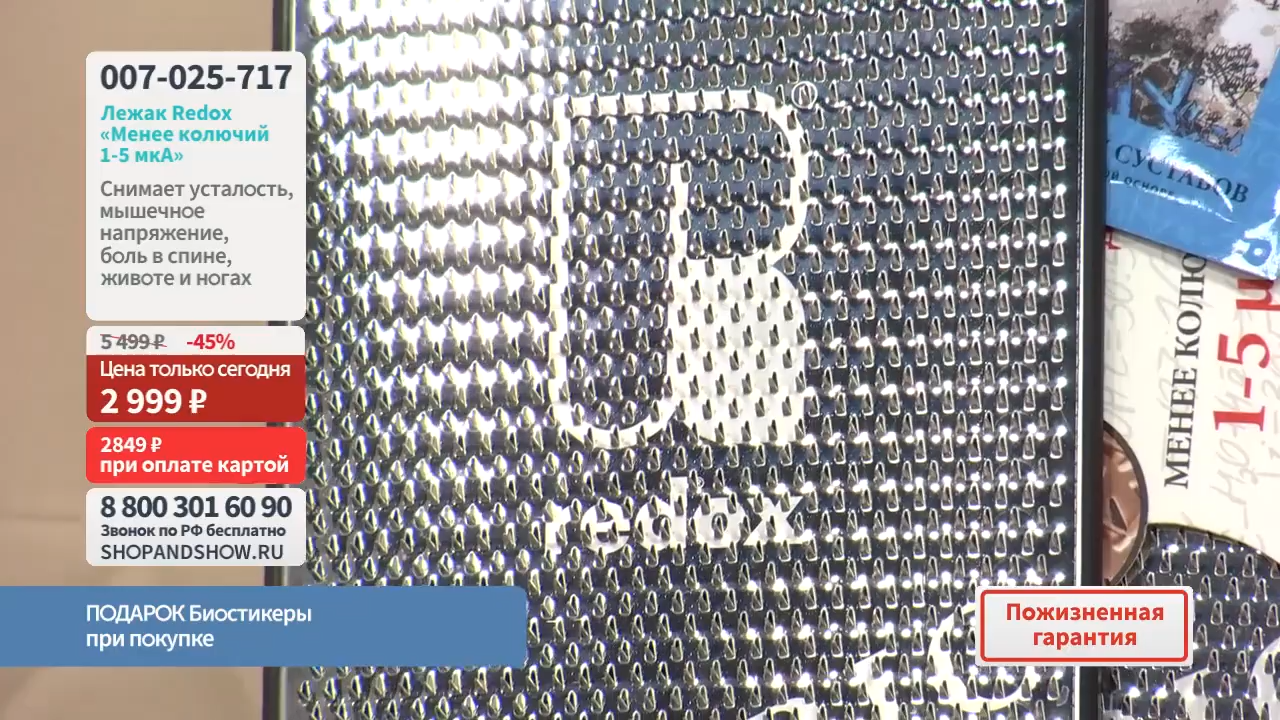 007-025-717
Лежак Redox
«Менее колючий
1-5 мкА»
Снимает усталость,
мышечное
напряжение,
боль в спине,
животе и ногах
5 499 ₽ -45%
Цена только сегодня
2 999 ₽
2849 ₽
при оплате картой
8 800 301 60 90
Звонок по РФ бесплатно
SHOPANDSHOW.RU
ПОДАРОК Биостикеры
при покупке
®
redox
СУСТАВОВ
МЕНЕЕ КОЛЮ
1-5 μ
Пожизненная
гарантия